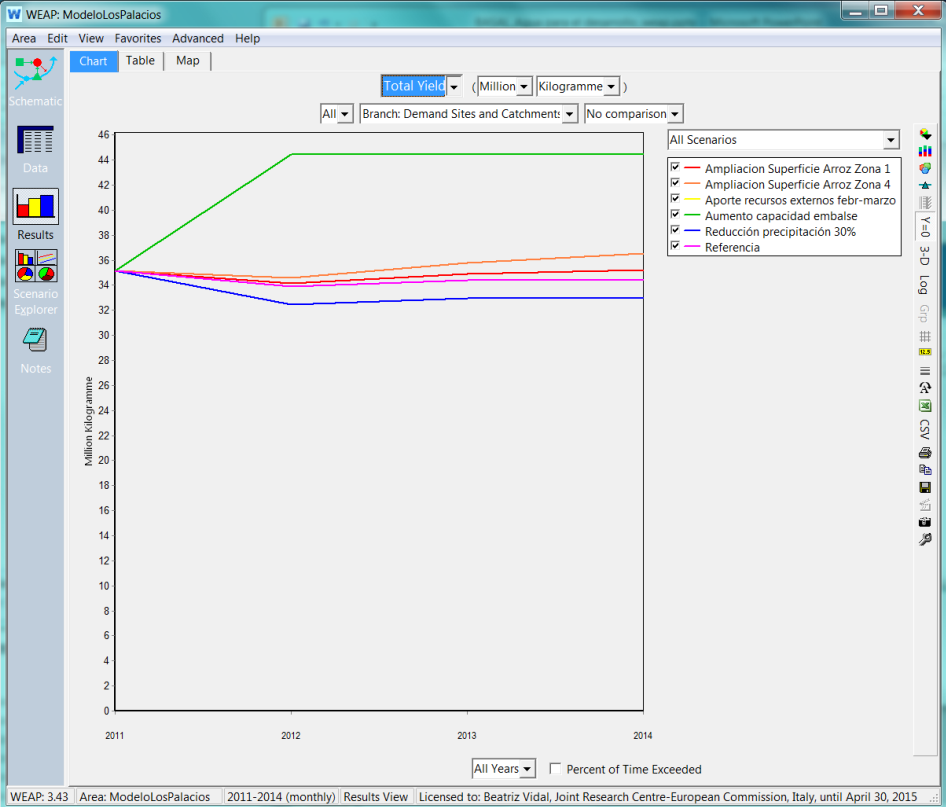 WEAP: ModeloLosPalacios
Area Edit View Favorites Advanced Help
Schematic
Data
Results
Scenario
Explorer
Notes
Chart Table Map
Total Yield ( Million Kilogramme )
All Branch: Demand Sites and Catchments No comparison
All Scenarios
Ampliacion Superficie Arroz Zona 1
Ampliacion Superficie Arroz Zona 4
Aporte recursos externos febr-marzo
Aumento capacidad embalse
Reducción precipitación 30%
Referencia
Million Kilogramme
46
44
42
40
38
36
34
32
30
28
26
24
22
20
18
16
14
12
10
8
6
4
2
0
2011 2012 2013 2014
Y=0
3-D
Log
Grp
12.5
CSV
All Years Percent of Time Exceeded
WEAP: 3.43 Area: ModeloLosPalacios 2011-2014 (monthly) Results View Licensed to: Beatriz Vidal, Joint Research Centre-European Commission, Italy, until April 30, 2015